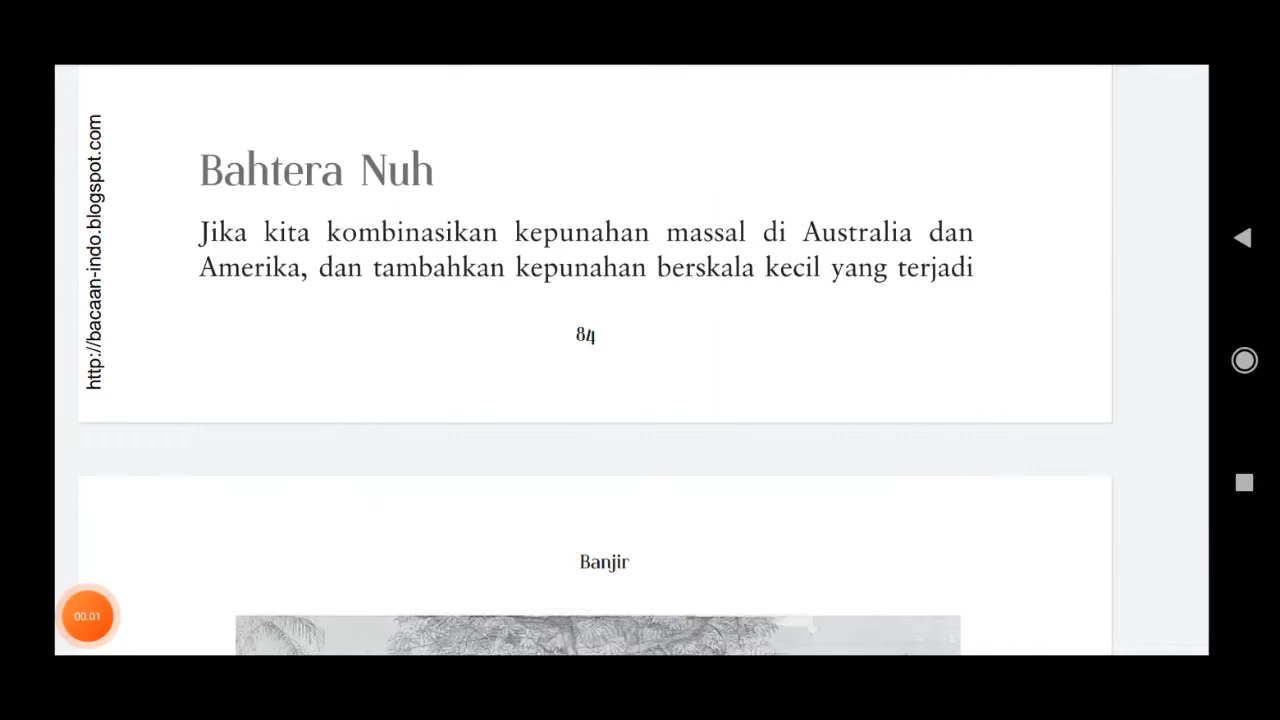 http://bacaan-indo.blogspot.com
Bahtera Nuh
Jika kita kombinasikan kepunahan massal di Australia dan
Amerika, dan tambahkan kepunahan berskala kecil yang terjadi
84
Banjir
00.01